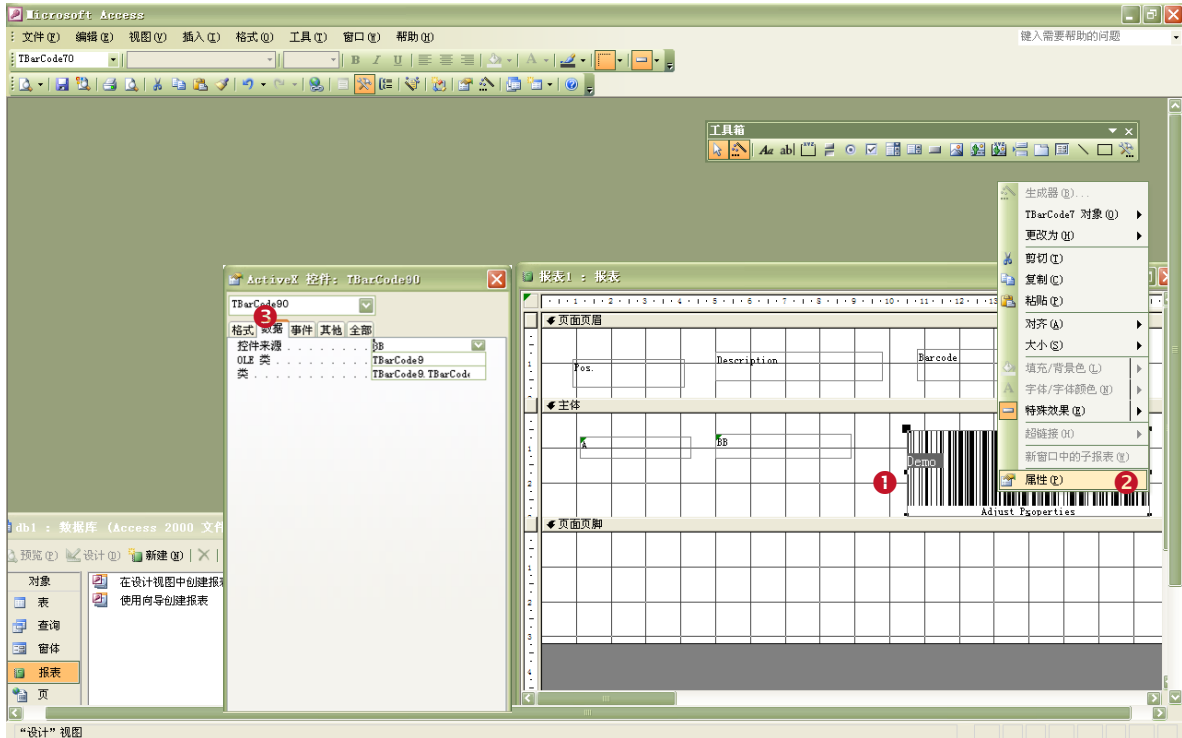 Microsoft Access
文件(F) 编辑(E) 视图(V) 插入(I) 格式(O) 工具(T) 窗口(W) 帮助(H) 键入需要帮助的问题
TBarCode70
B I U A
工具箱
Aa ab|
生成器(B)...
TBarCode7 对象(O)
更改为(H)
剪切(T)
复制(C)
粘贴(P)
对齐(A)
大小(S)
填充/背景色(L)
字体/字体颜色(N)
特殊效果(E)
超链接(H)
新窗口中的子报表(W)
属性(P) 2
ActiveX 控件: TBarCode90
TBarCode90
3
格式 数据 事件 其他 全部
控件来源 . . . . . . . . BB
OLE 类 . . . . . . . . . TBarCode9
类 . . . . . . . . . . . TBarCode9.TBarCode
报表1 : 报表
页面页眉
Pos. Description Barcode
主体
A BB
Demo
1
Adjust Properties
页面页脚
db1 : 数据库 (Access 2000 文件
预览(P) 设计(D) 新建(N)
对象
表
查询
窗体
报表
页
在设计视图中创建报表
使用向导创建报表
“设计”视图